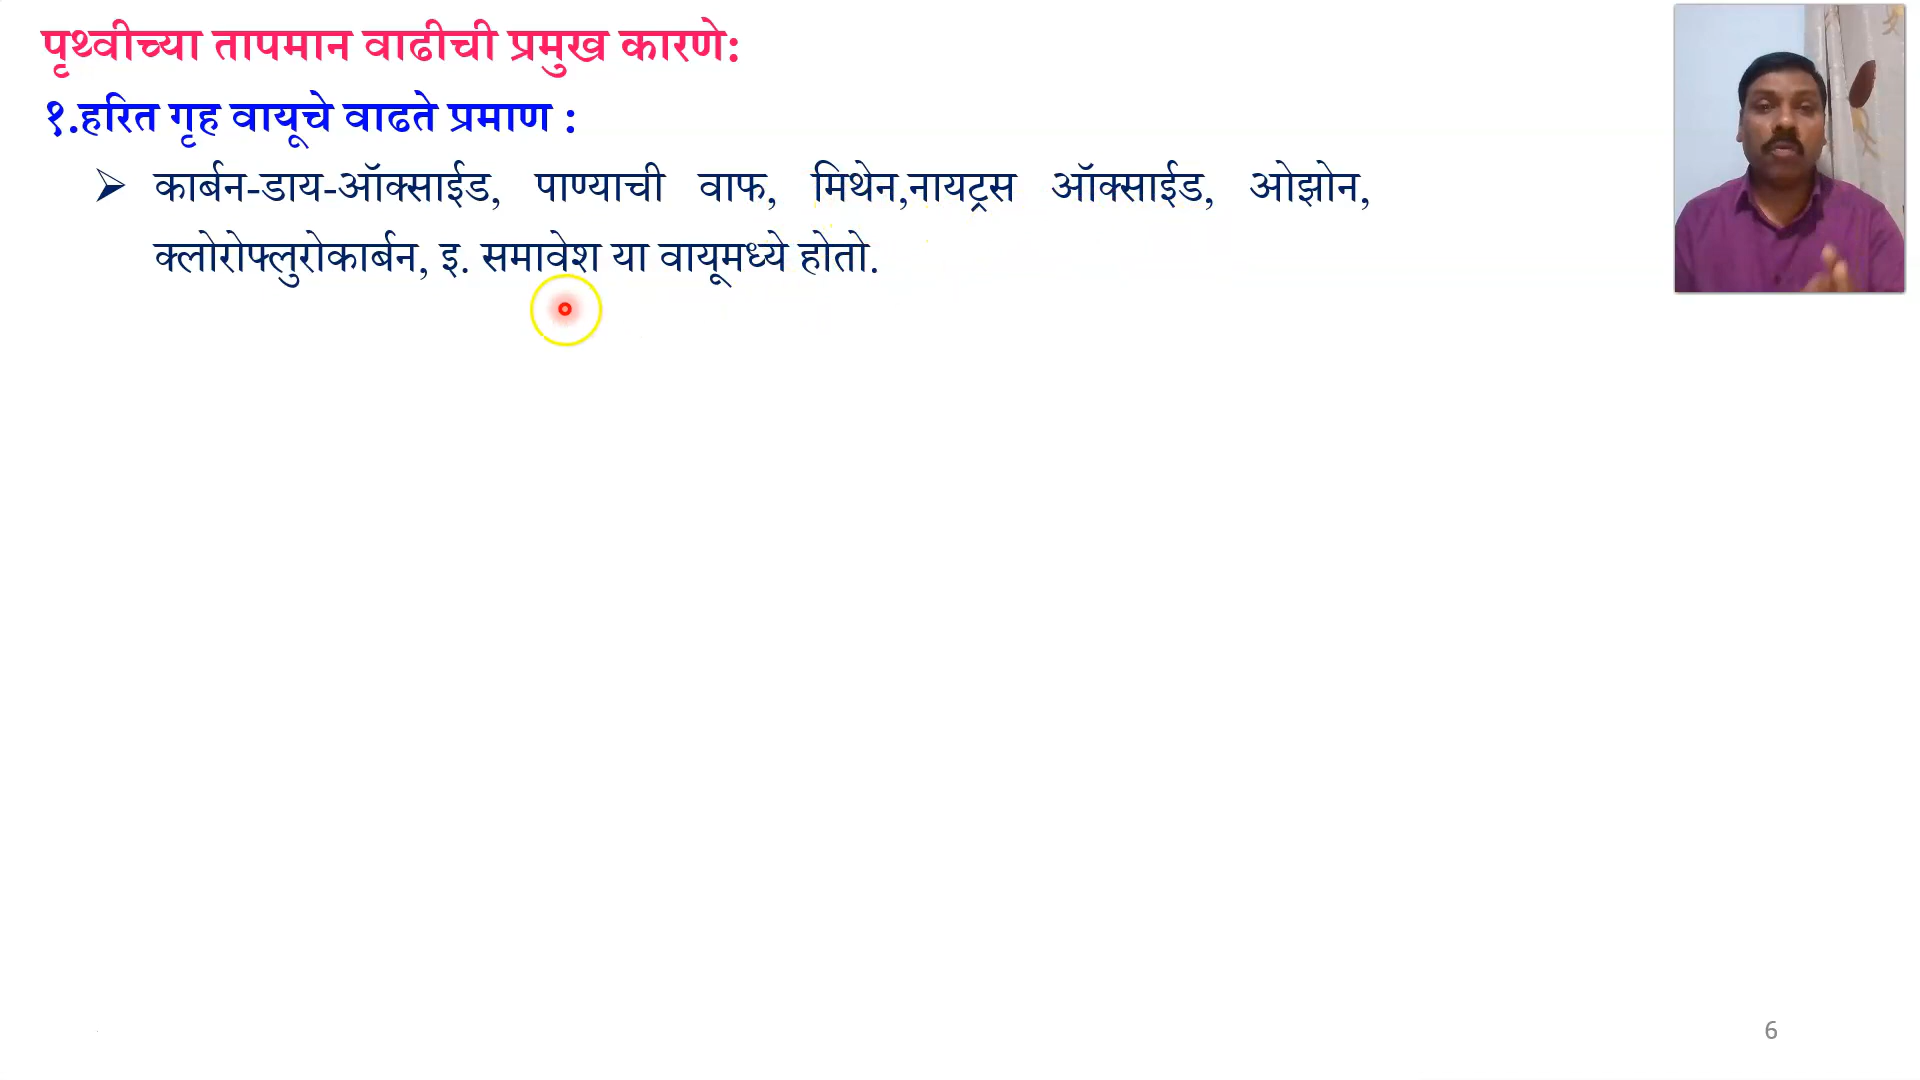 पृथ्वीच्या तापमान वाढीची प्रमुख कारणे:
१.हरित गृह वायूचे वाढते प्रमाण :
➢ कार्बन-डाय-ऑक्साईड, पाण्याची वाफ, मिथेन,नायट्रस ऑक्साईड, ओझोन,
क्लोरोफ्लुरोकार्बन, इ. समावेश या वायूमध्ये होतो.
6